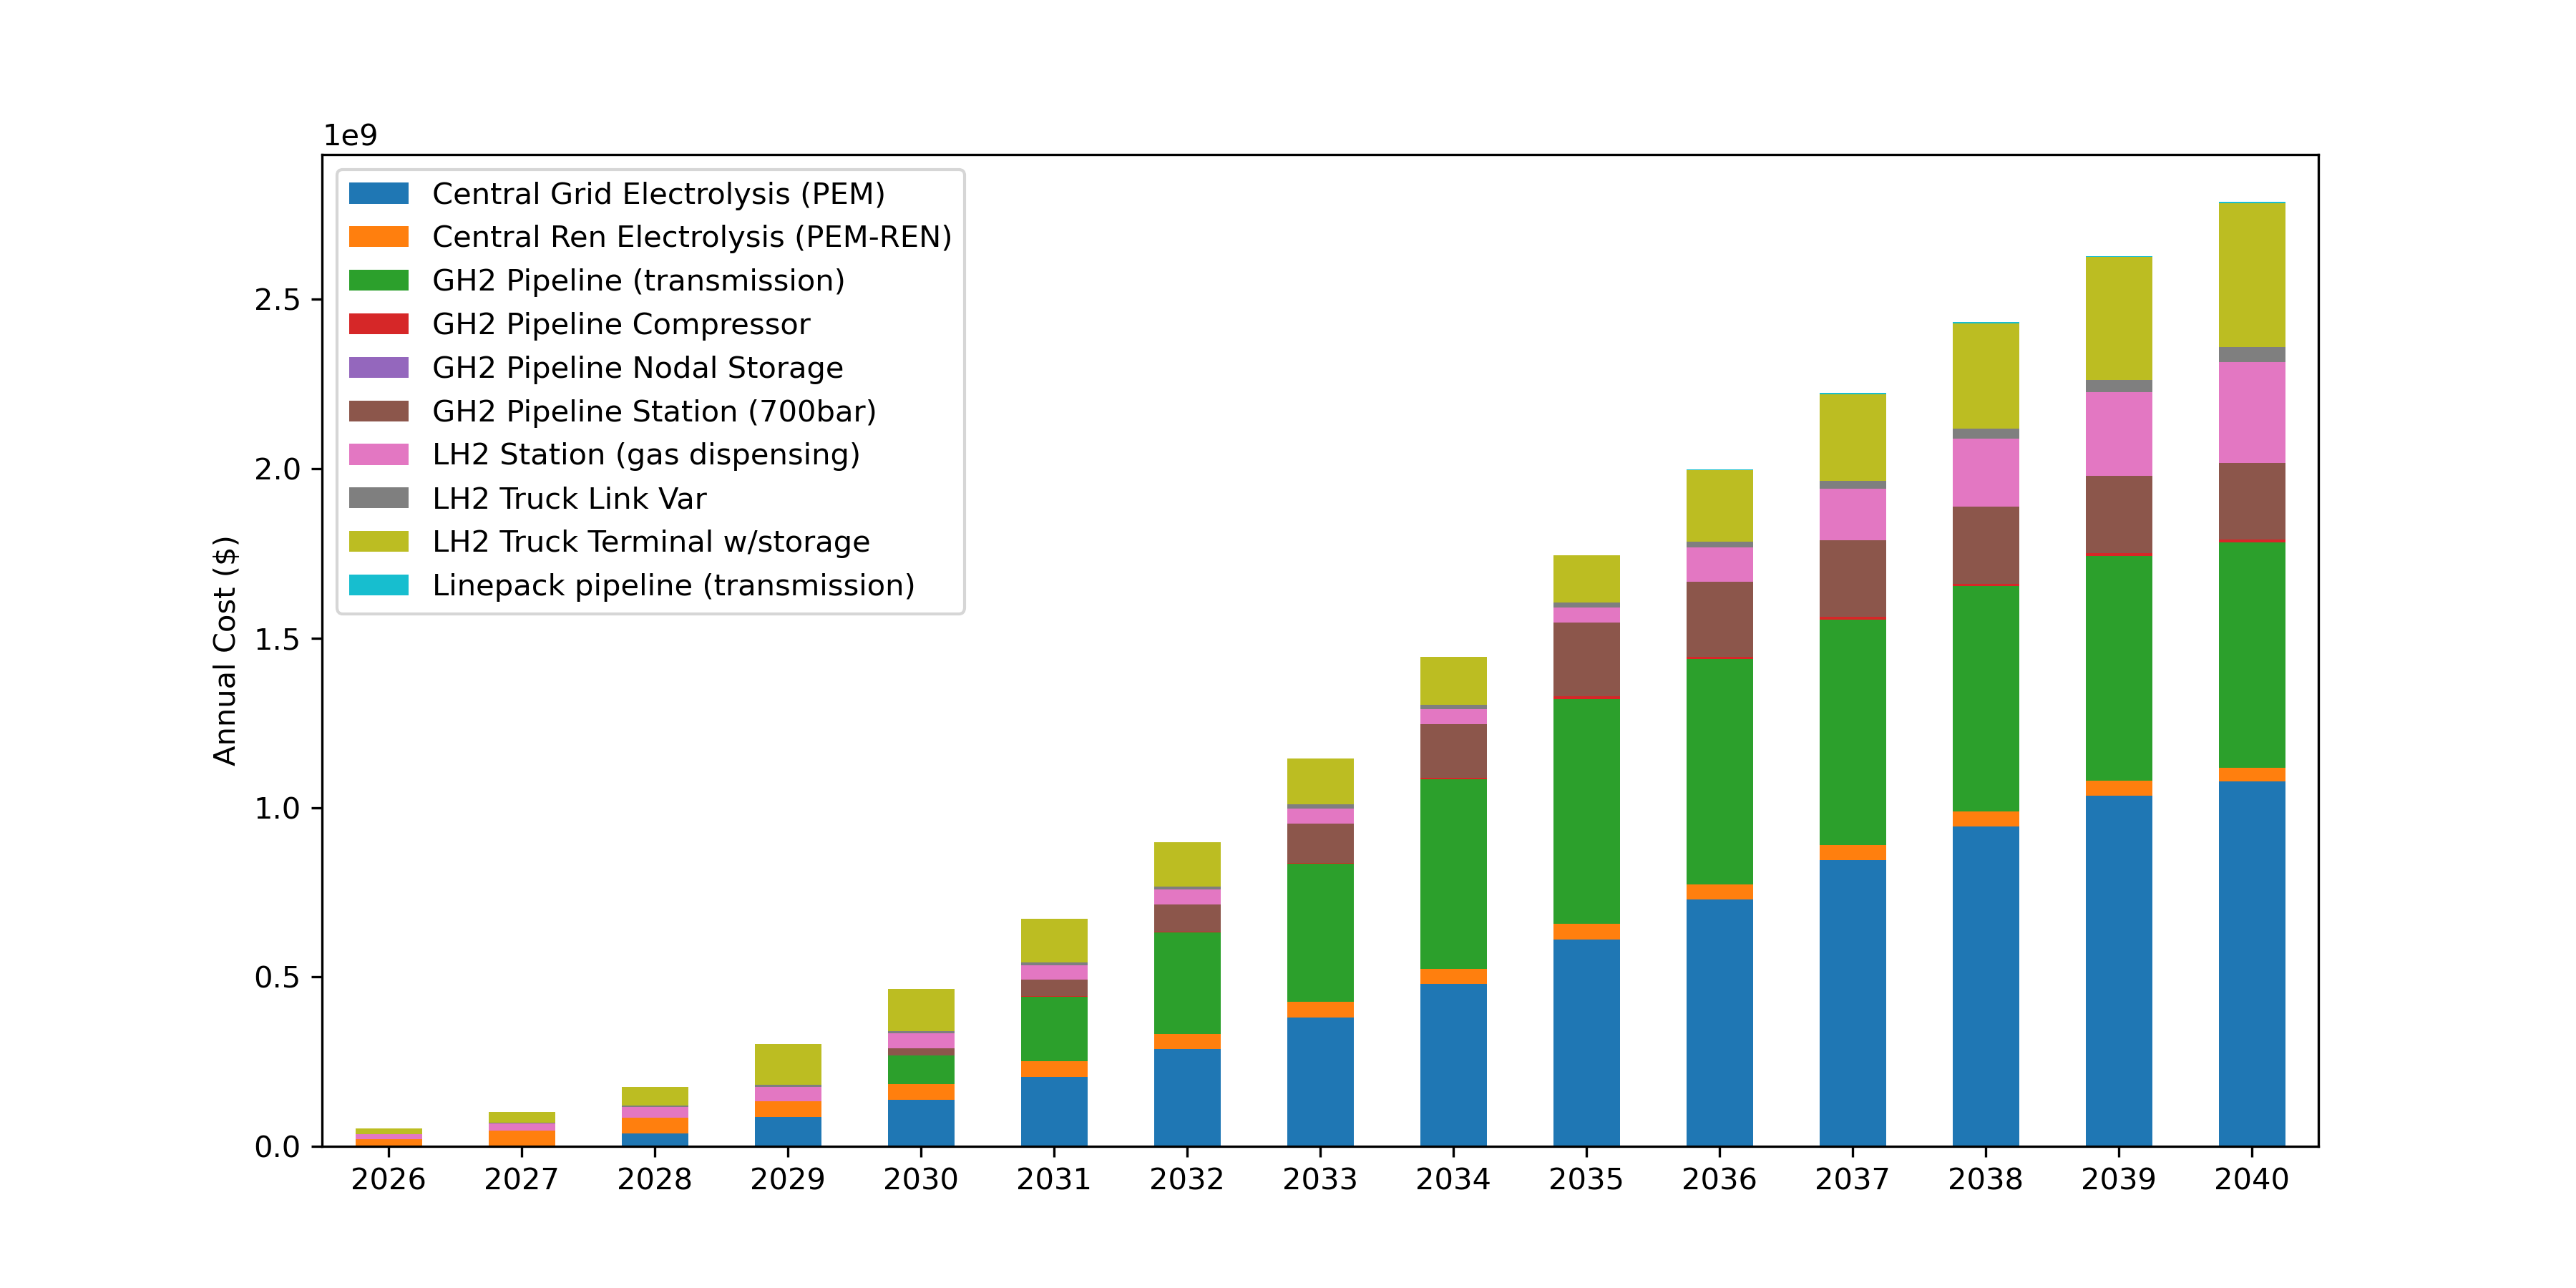 1e9
Central Grid Electrolysis (PEM)
Central Ren Electrolysis (PEM-REN)
GH2 Pipeline (transmission)
GH2 Pipeline Compressor
GH2 Pipeline Nodal Storage
GH2 Pipeline Station (700bar)
LH2 Station (gas dispensing)
LH2 Truck Link Var
LH2 Truck Terminal w/storage
Linepack pipeline (transmission)
Annual Cost ($)
2.5
2.0
1.5
1.0
0.5
0.0
2026 2027 2028 2029 2030 2031 2032 2033 2034 2035 2036 2037 2038 2039 2040